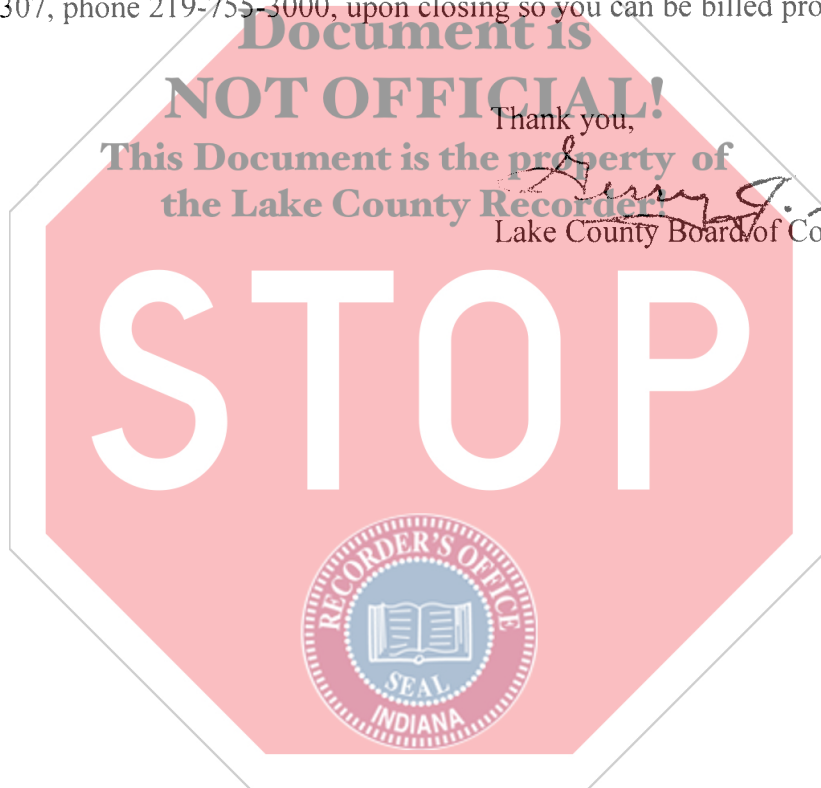 307, phone 219-755-3000, upon closing so you can be billed pro
Document is
NOT OFFICIAL!
Thank you,
This Document is the property of
the Lake County Recorder!
Gerry J.
Lake County Board of Co
STOP
RECORDER'S OFFICE
SEAL
INDIANA